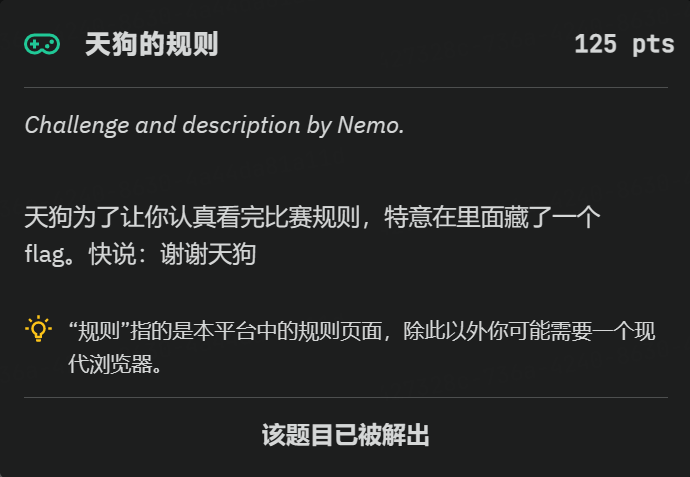 天狗的规则 125 pts
Challenge and description by Nemo.
天狗为了让你认真看完比赛规则，特意在里面藏了一个
flag。快说：谢谢天狗
“规则”指的是本平台中的规则页面，除此以外你可能需要一个现
代浏览器。
该题目已被解出